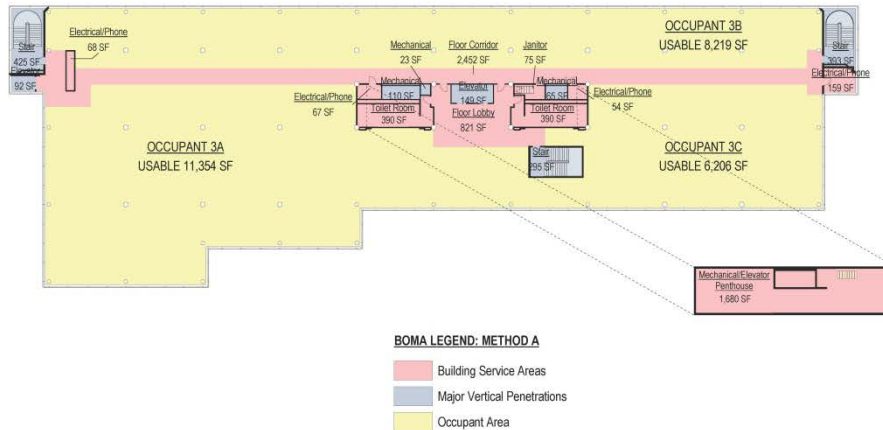 OCCUPANT 3B
USABLE 8,219 SF
Electrical/Phone
68 SF
Stair
425 SF
Elevator
92 SF
Mechanical
23 SF
Floor Corridor
2,452 SF
Janitor
75 SF
Stair
393 SF
Electrical/Phone
159 SF
Mechanical
110 SF
Elevator
149 SF
Mechanical
65 SF
Electrical/Phone
67 SF
Toilet Room
390 SF
Floor Lobby
821 SF
Toilet Room
390 SF
Electrical/Phone
54 SF
OCCUPANT 3A
USABLE 11,354 SF
Stair
295 SF
OCCUPANT 3C
USABLE 6,206 SF
Mechanical/Elevator
Penthouse
1,680 SF
BOMA LEGEND: METHOD A
Building Service Areas
Major Vertical Penetrations
Occupant Area